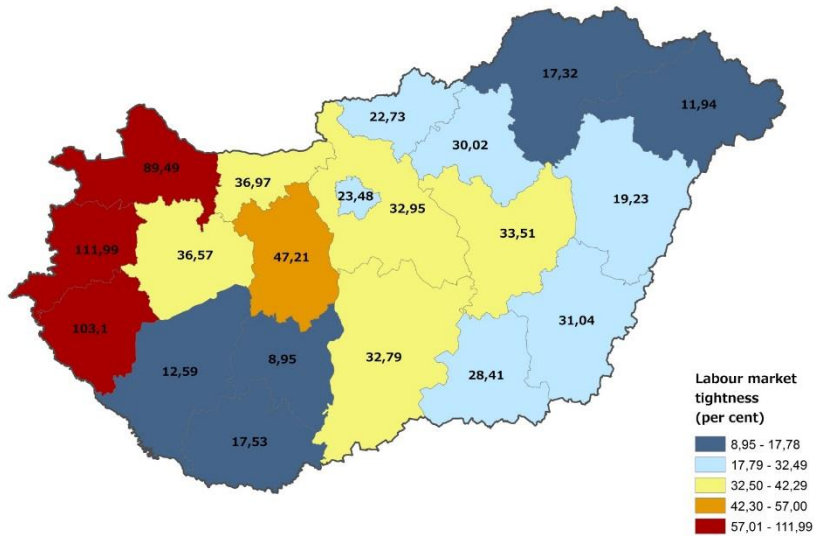 17,32
11,94
22,73
30,02
89,49
36,97
23,48
32,95
19,23
111,99
36,57
47,21
33,51
103,1
31,04
12,59
8,95
32,79
28,41
17,53
Labour market
tightness
(per cent)
8,95 - 17,78
17,79 - 32,49
32,50 - 42,29
42,30 - 57,00
57,01 - 111,99